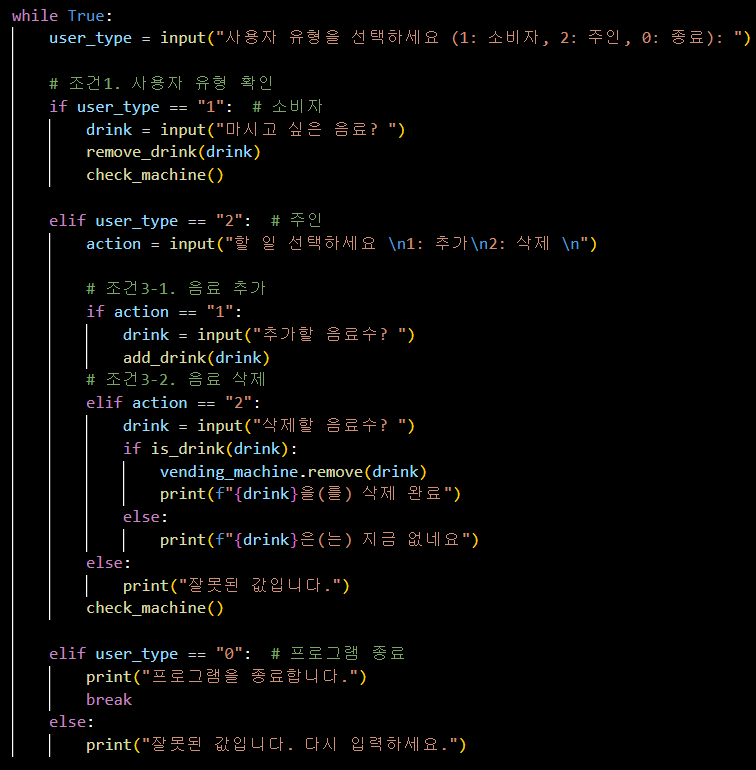 while True:
    user_type = input("사용자 유형을 선택하세요 (1: 소비자, 2: 주인, 0: 종료): ")

    # 조건1. 사용자 유형 확인
    if user_type == "1":  # 소비자
        drink = input("마시고 싶은 음료? ")
        remove_drink(drink)
        check_machine()

    elif user_type == "2":  # 주인
        action = input("할 일 선택하세요 \n1: 추가\n2: 삭제 \n")

        # 조건3-1. 음료 추가
        if action == "1":
            drink = input("추가할 음료수? ")
            add_drink(drink)
        # 조건3-2. 음료 삭제
        elif action == "2":
            drink = input("삭제할 음료수? ")
            if is_drink(drink):
                vending_machine.remove(drink)
                print(f"{drink}을(를) 삭제 완료")
            else:
                print(f"{drink}은(는) 지금 없네요")
        else:
            print("잘못된 값입니다.")
        check_machine()

    elif user_type == "0":  # 프로그램 종료
        print("프로그램을 종료합니다.")
        break
    else:
        print("잘못된 값입니다. 다시 입력하세요.")